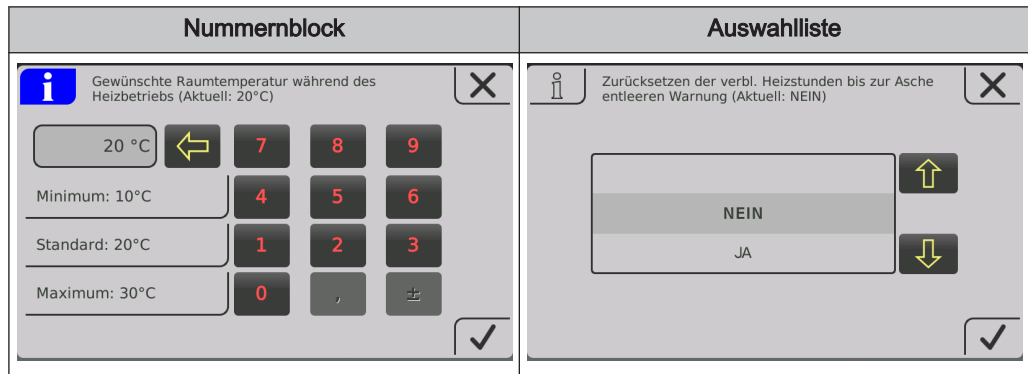 Nummernblock
Auswahlliste
i
Gewünschte Raumtemperatur während des
Heizbetriebs (Aktuell: 20°C)
20 °C
7 8 9
Minimum: 10°C
4 5 6
Standard: 20°C
1 2 3
Maximum: 30°C
0 , ±
i
Zurücksetzen der verbl. Heizstunden bis zur Asche
entleeren Warnung (Aktuell: NEIN)
NEIN
JA